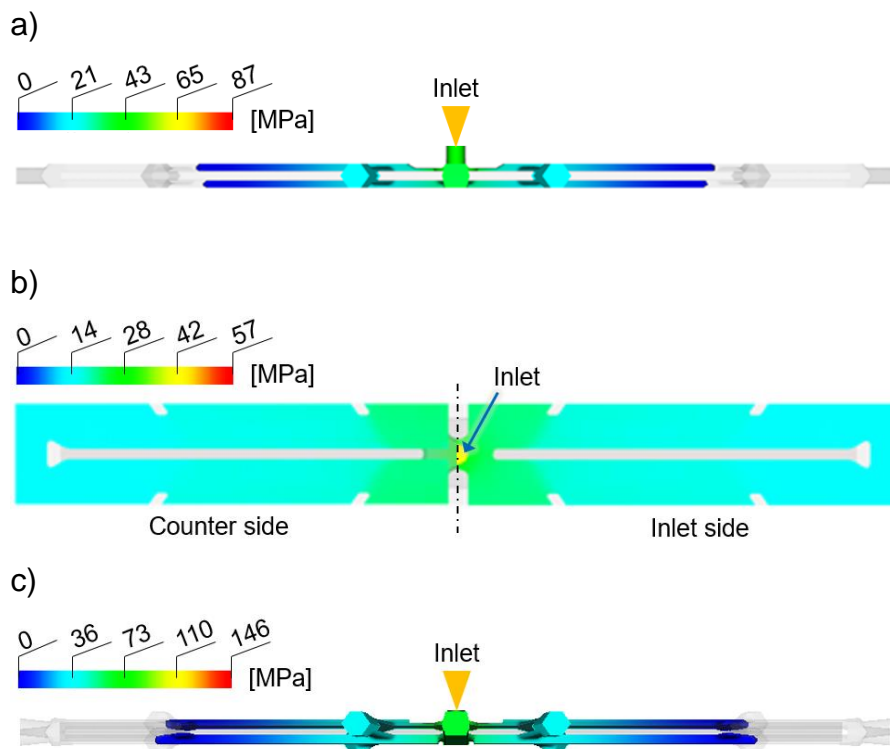 a)
0 21 43 65 87
[MPa]
Inlet
b)
0 14 28 42 57
[MPa]
Inlet
Counter side
Inlet side
c)
0 36 73 110 146
[MPa]
Inlet